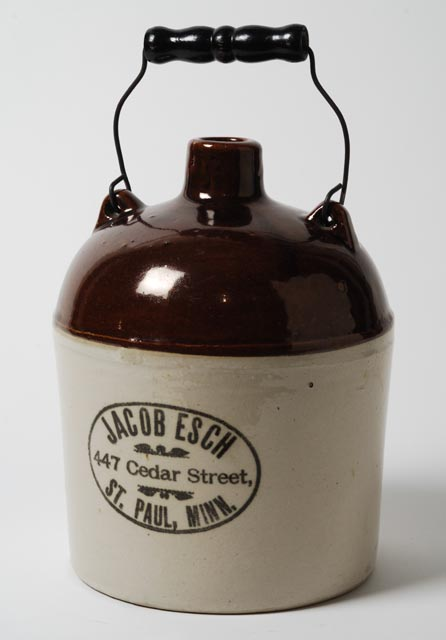 JACOB ESCH
447 Cedar Street,
ST. PAUL, MINN.